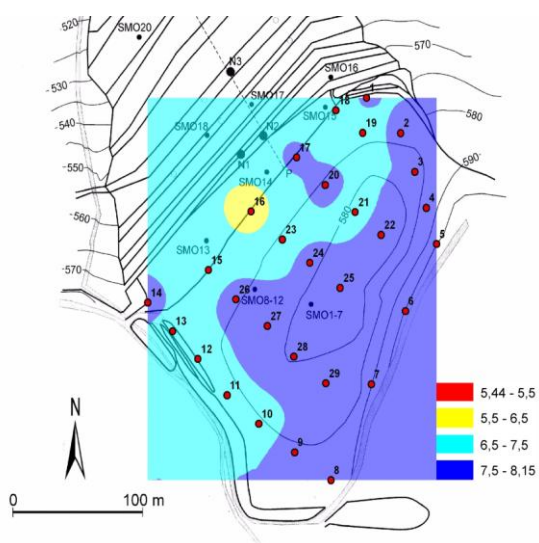 520
SMO20
570
N3
SMO16
530
SMO17
1
580
18
SMO15
540
SMO18
N2
19
2
590
550
N1
17
3
SMO14
P
20
560
16
580
21
4
23
22
5
SMO13
24
570
15
25
14
26
SMO8-12
SMO1-7
6
27
13
12
28
29
7
11
5,44 - 5,5
10
5,5 - 6,5
N
9
6,5 - 7,5
8
7,5 - 8,15
0
100 m